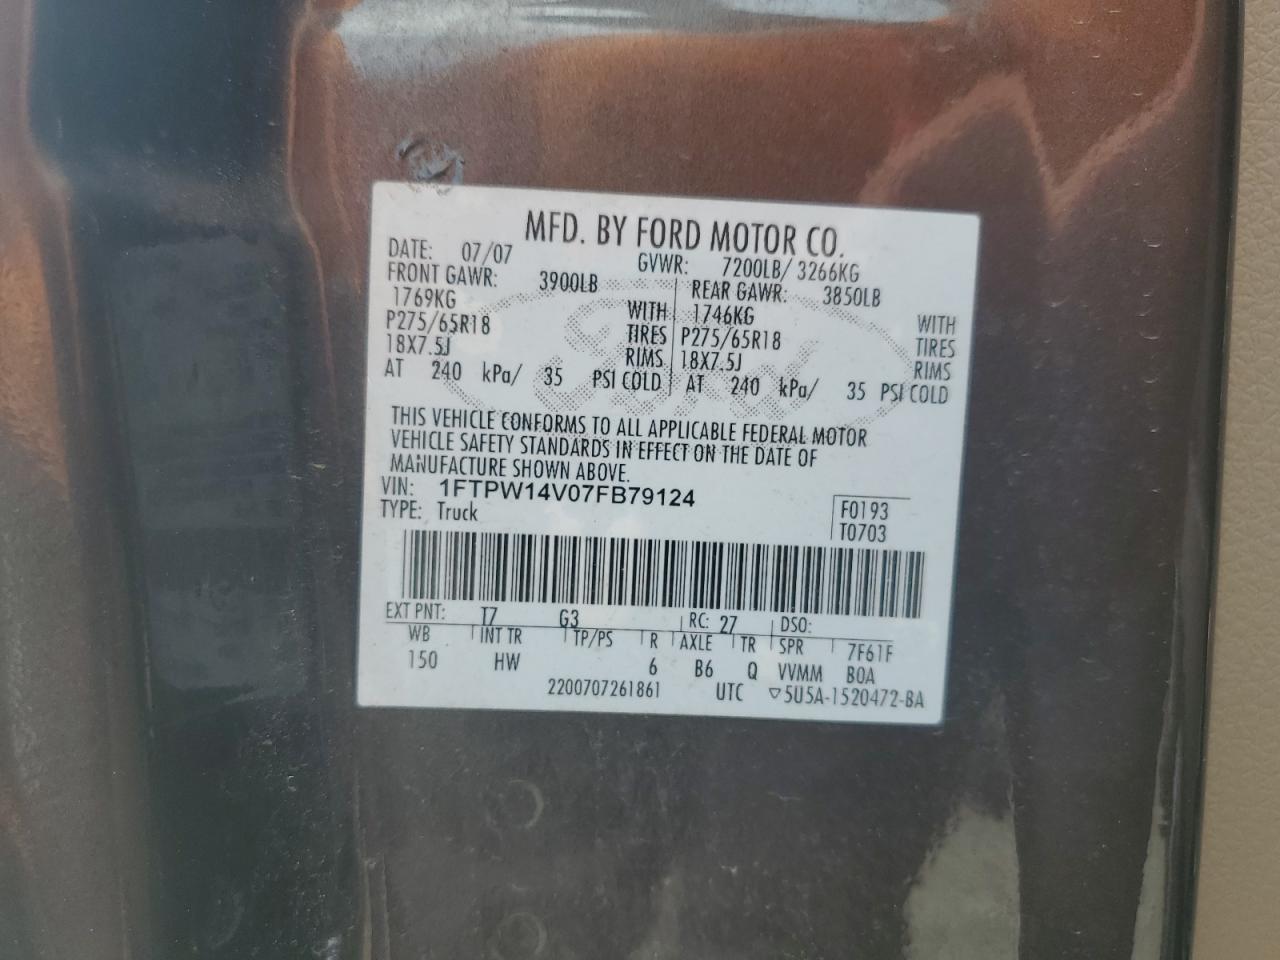 MFD. BY FORD MOTOR CO.
DATE: 07/07 GVWR: 7200LB/ 3266KG
FRONT GAWR: 3900LB REAR GAWR: 3850LB
1769KG WITH 1746KG WITH
P275/65R18 TIRES P275/65R18 TIRES
18X7.5J RIMS 18X7.5J RIMS
AT 240 kPa/ 35 PSI COLD AT 240 kPa/ 35 PSI COLD
Ford
THIS VEHICLE CONFORMS TO ALL APPLICABLE FEDERAL MOTOR
VEHICLE SAFETY STANDARDS IN EFFECT ON THE DATE OF
MANUFACTURE SHOWN ABOVE.
VIN: 1FTPW14V07FB79124
TYPE: Truck
F0193
T0703
EXT PNT: T7 G3 RC: 27 DSO:
WB INT TR TP/PS R AXLE TR SPR 7F61F
150 HW 6 B6 Q VVMM BOA
2200707261861 UTC ▽5U5A-1520472-BA